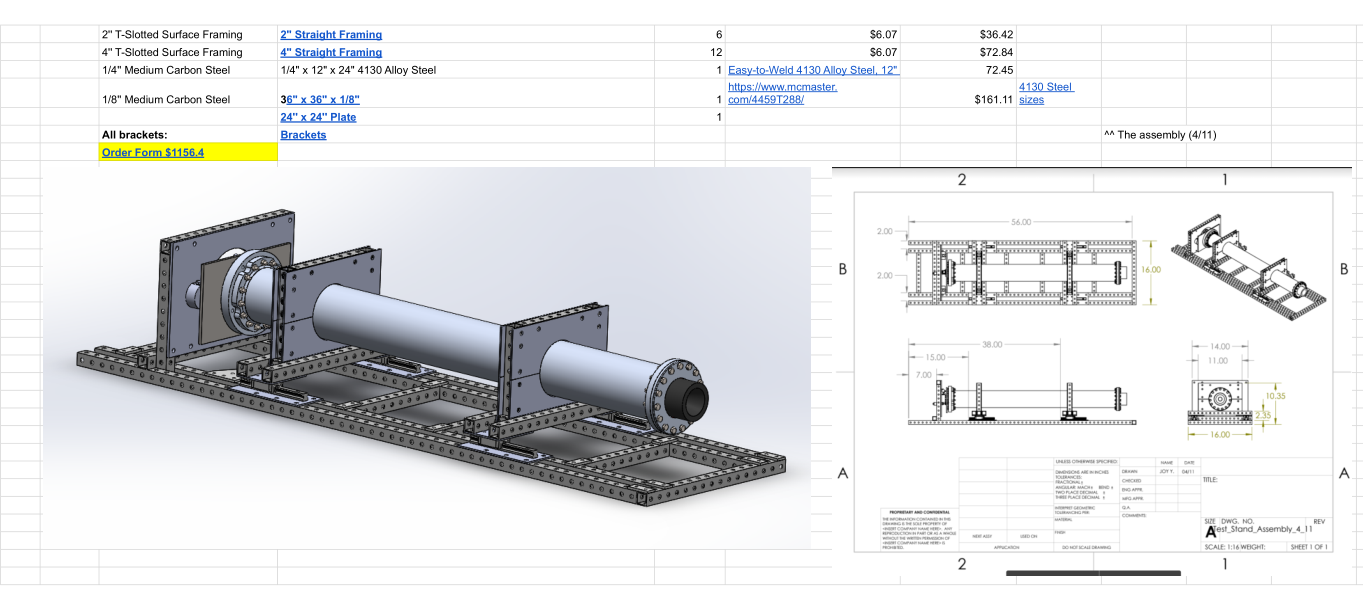 2" T-Slotted Surface Framing 2" Straight Framing 6 $6.07 $36.42
4" T-Slotted Surface Framing 4" Straight Framing 12 $6.07 $72.84
1/4" Medium Carbon Steel 1/4" x 12" x 24" 4130 Alloy Steel 1 Easy-to-Weld 4130 Alloy Steel, 12" 72.45
https://www.mcmaster.
com/4459T288/
1/8" Medium Carbon Steel 36" x 36" x 1/8" 1 $161.11
4130 Steel
sizes
24" x 24" Plate 1
All brackets: Brackets ^^ The assembly (4/11)
Order Form $1156.4
2 1
56.00
2.00
B B
2.00 16.00
38.00 14.00
15.00 11.00
7.00
10.35
2.35
16.00
A A
UNLESS OTHERWISE SPECIFIED:
DIMENSIONS ARE IN INCHES
TOLERANCES:
FRACTIONAL ±
ANGULAR: MACH ± BEND ±
TWO PLACE DECIMAL ±
THREE PLACE DECIMAL ±
INTERPRET GEOMETRIC
TOLERANCING PER:
MATERIAL
FINISH
DO NOT SCALE DRAWING
NAME DATE
DRAWN JOY Y. 04/11
CHECKED
ENG APPR.
MFG APPR.
Q.A.
COMMENTS:
TITLE:
SIZE DWG. NO. REV
A Test_Stand_Assembly_4_11
SCALE: 1:16 WEIGHT: SHEET 1 OF 1
PROPRIETARY AND CONFIDENTIAL
THE INFORMATION CONTAINED IN THIS
DRAWING IS THE SOLE PROPERTY OF
<INSERT COMPANY NAME HERE>. ANY
REPRODUCTION IN PART OR AS A WHOLE
WITHOUT THE WRITTEN PERMISSION OF
<INSERT COMPANY NAME HERE> IS
PROHIBITED.
NEXT ASSY USED ON
APPLICATION
2 1